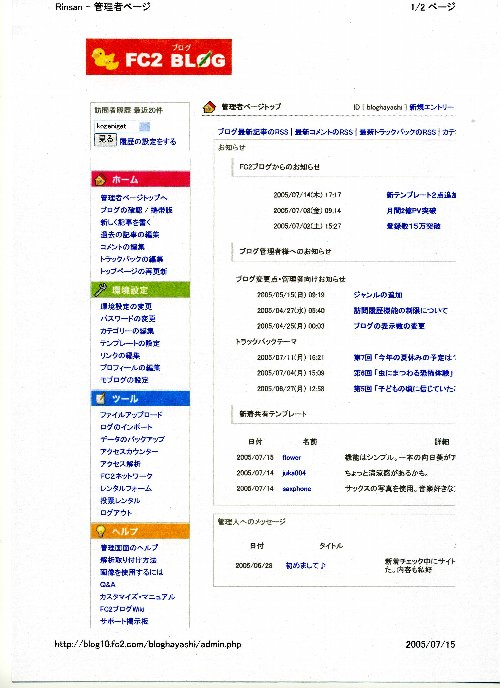 Rinsan - 管理者ページ
1/2 ページ
ブログ
FC2 BLOG
訪問者履歴 最近20件
見る
履歴の設定をする
ホーム
管理者ページトップへ
ブログの確認 / 携帯版
新しく記事を書く
過去の記事の編集
コメントの編集
トラックバックの編集
トップページの再更新
環境設定
環境設定の変更
パスワードの変更
カテゴリーの編集
テンプレートの設定
リンクの編集
プロフィールの編集
モブログの設定
ツール
ファイルアップロード
ログのインポート
データのバックアップ
アクセスカウンター
アクセス解析
FC2ネットワーク
レンタルフォーム
投票レンタル
ログアウト
ヘルプ
管理画面のヘルプ
解析取り付け方法
画像を使用するには
Q&A
カスタマイズ・マニュアル
FC2ブログWiki
サポート掲示板
管理者ページトップ
ID | bloghayashi | 新規エントリー
ブログ最新記事のRSS | 最新コメントのRSS | 最新トラックバックのRSS | カテ
お知らせ
FC2ブログからのお知らせ
2005/07/14(木) 17:17 新テンプレート2点追加
2005/07/08(金) 09:14 月間2億PV突破
2005/07/02(土) 15:27 登録数15万突破
ブログ管理者様へのお知らせ
ブログ変更点・管理者向けお知らせ
2005/05/15(日) 09:19 ジャンルの追加
2005/04/27(水) 05:40 訪問履歴機能の制限について
2005/04/25(月) 00:03 ブログの表示数の変更
トラックバックテーマ
2005/07/11(月) 16:21 第7回「今年の夏休みの予定は
2005/07/04(月) 15:09 第6回「虫にまつわる恐怖体験」
2005/06/27(月) 12:58 第5回「子どもの頃に信じていた
新着共有テンプレート
日付 名前 詳細
2005/07/15 flower 機能はシンプル。一本の向日葵が
2005/07/14 juka004 ちょっと清涼感があるかも。
2005/07/14 saxphone サックスの写真を使用。音楽好きな
管理人へのメッセージ
日付 タイトル
2005/06/28 初めまして♪ 新着チェック中にサイト
た。内容も私好
http://blog10.fc2.com/bloghayashi/admin.php
2005/07/15